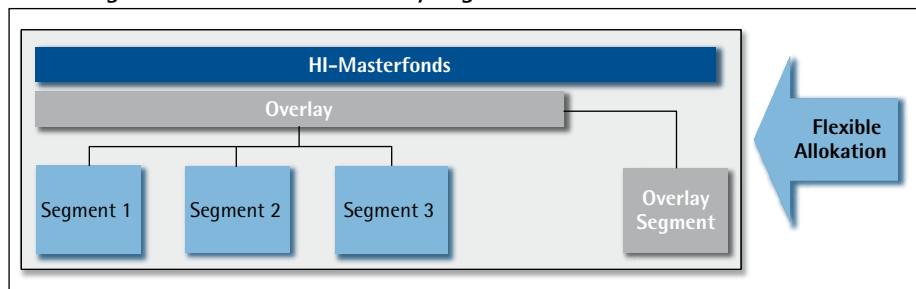 HI-Masterfonds
Overlay
Segment 1
Segment 2
Segment 3
Overlay
Segment
Flexible
Allokation